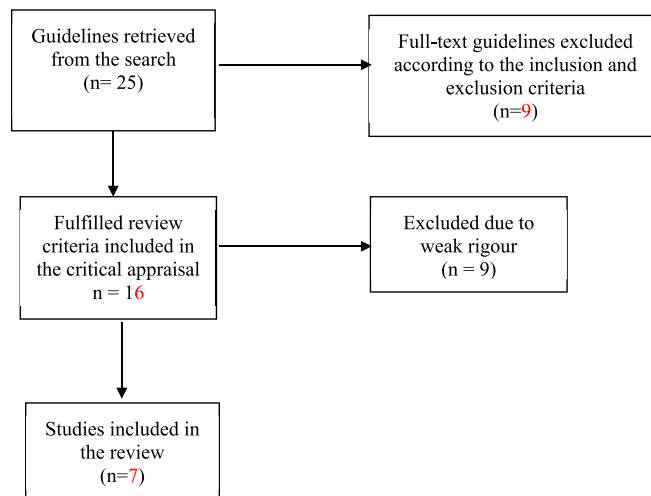 Guidelines retrieved
from the search
(n= 25)
Full-text guidelines excluded
according to the inclusion and
exclusion criteria
(n=9)
Fulfilled review
criteria included in
the critical appraisal
n = 16
Excluded due to
weak rigour
(n = 9)
Studies included in
the review
(n=7)